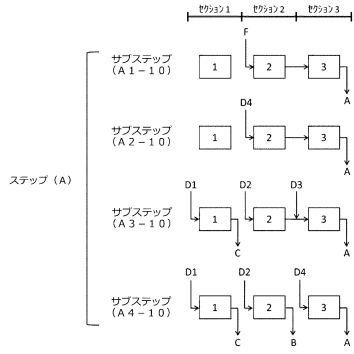 セクション1 セクション2 セクション3
F
サブステップ
(A1-10)
1 2 3
A
D4
サブステップ
(A2-10)
1 2 3
A
ステップ(A)
D1 D2 D3
サブステップ
(A3-10)
1 2 3
C A
D1 D2 D4
サブステップ
(A4-10)
1 2 3
C B A